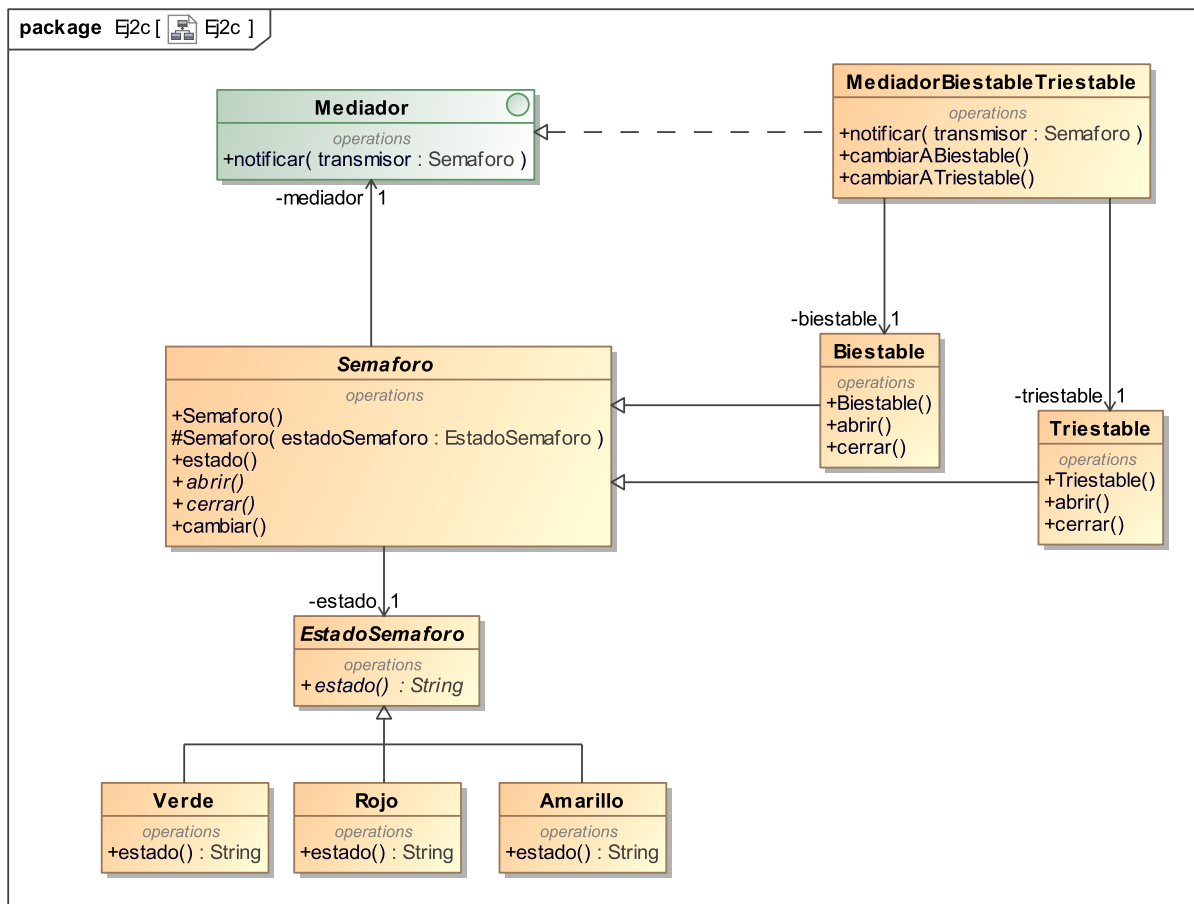 package Ej2c [ Ej2c ]
Mediador
operations
+notificar( transmisor : Semaforo )
MediadorBiestableTriestable
operations
+notificar( transmisor : Semaforo )
+cambiarABiestable()
+cambiarATriestable()
-mediador 1
-biestable 1
-triestable 1
Semaforo
operations
+Semaforo()
#Semaforo( estadoSemaforo : EstadoSemaforo )
+estado()
+abrir()
+cerrar()
+cambiar()
Biestable
operations
+Biestable()
+abrir()
+cerrar()
Triestable
operations
+Triestable()
+abrir()
+cerrar()
-estado 1
EstadoSemaforo
operations
+estado() : String
Verde
operations
+estado() : String
Rojo
operations
+estado() : String
Amarillo
operations
+estado() : String